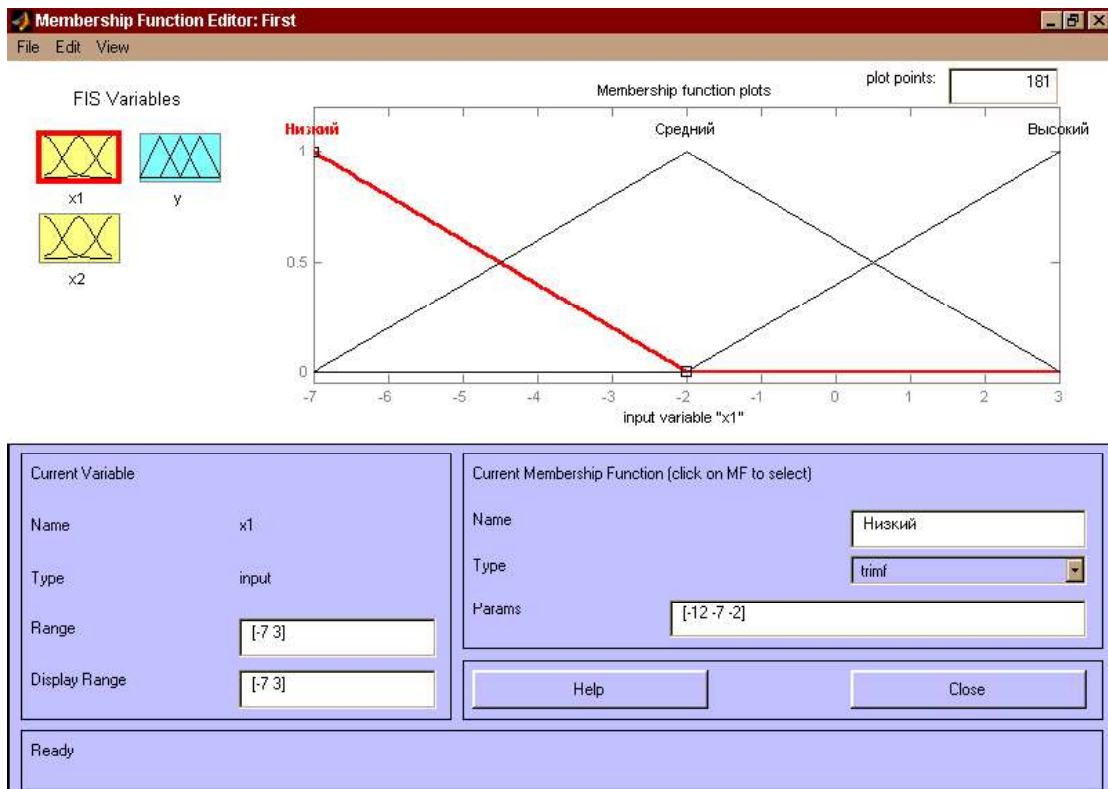 Membership Function Editor: First
File Edit View
FIS Variables
x1
y
x2
Membership function plots
plot points:
181
Низкий
Средний
Высокий
1
0.5
0
-7 -6 -5 -4 -3 -2 -1 0 1 2 3
input variable "x1"
Current Variable
Name x1
Type input
Range [-7 3]
Display Range [-7 3]
Current Membership Function (click on MF to select)
Name Низкий
Type trimf
Params [-12 -7 -2]
Help
Close
Ready